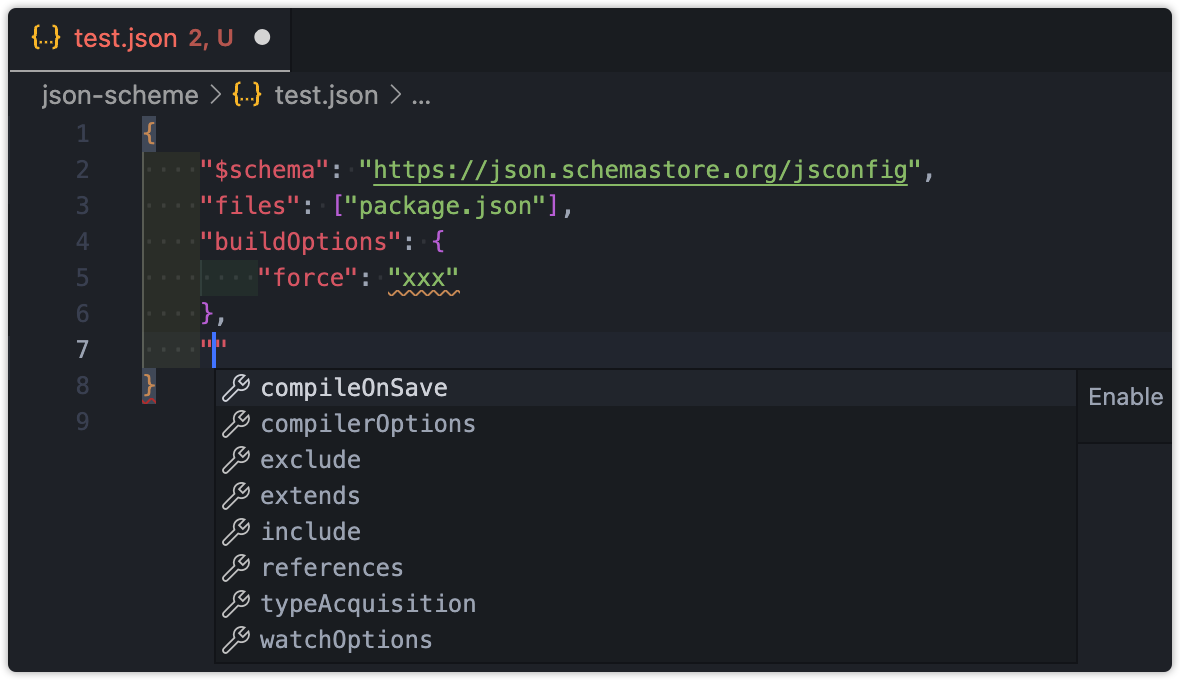 {...} test.json 2, U
json-scheme > {...} test.json > ...
1 {
2 "$schema": "https://json.schemastore.org/jsconfig",
3 "files": ["package.json"],
4 "buildOptions": {
5 "force": "xxx"
6 },
7 ""
8 }
9
compileOnSave
Enable
compilerOptions
exclude
extends
include
references
typeAcquisition
watchOptions